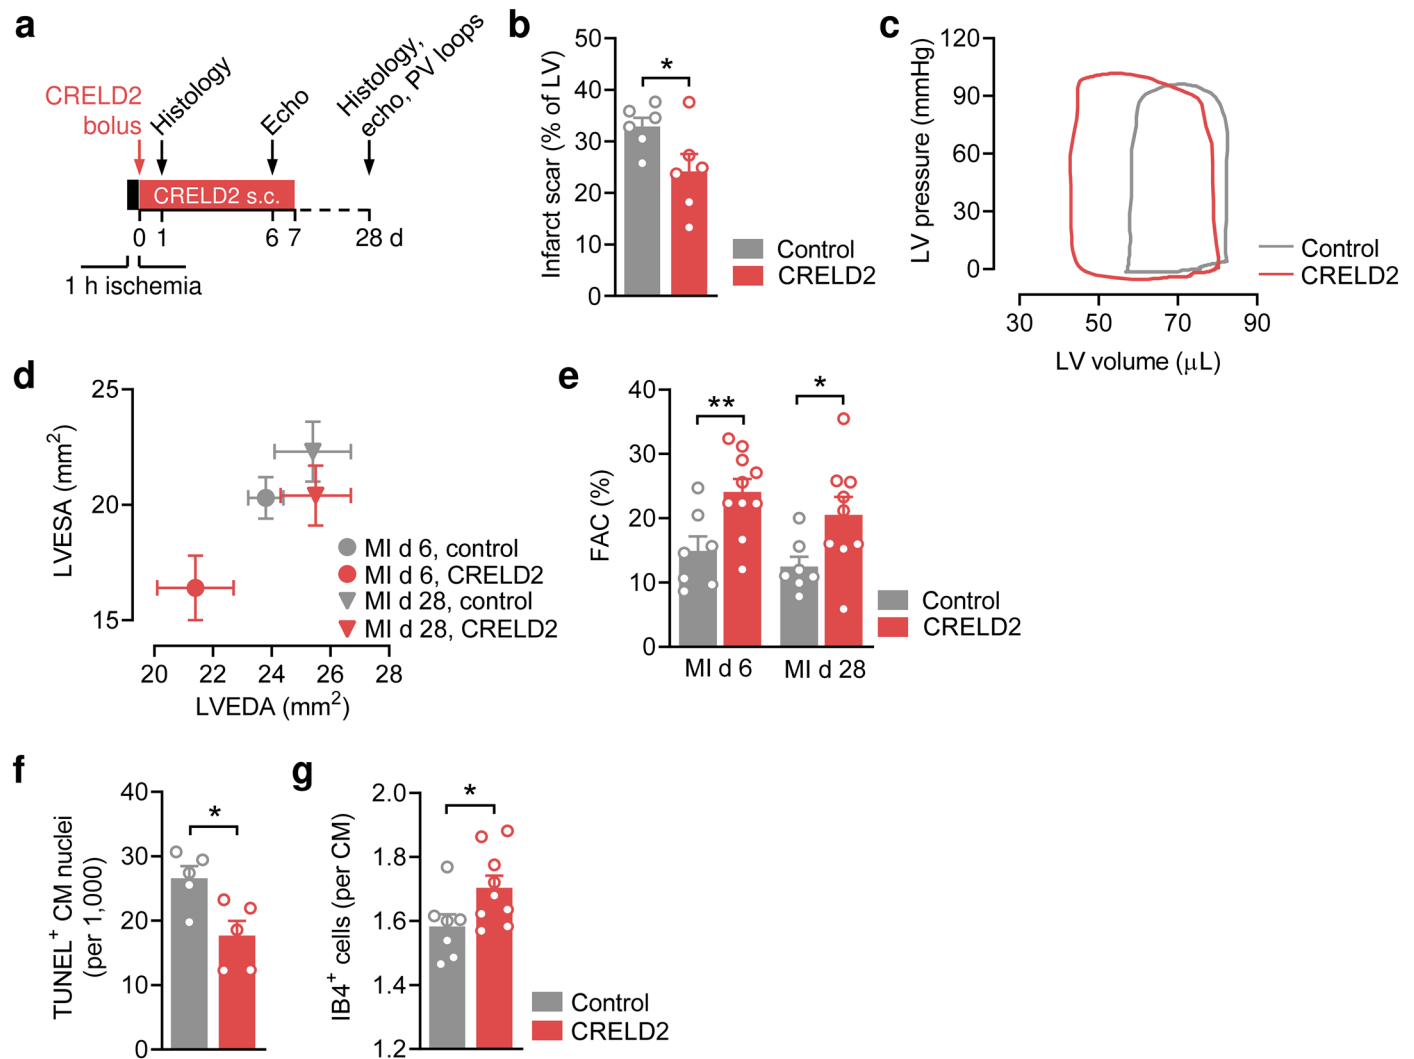 a
CRELD2
bolus
Histology
Echo
Histology,
echo, PV loops
CRELD2 s.c.
0 1 6 7 28 d
1 h ischemia
b
Infarct scar (% of LV)
50
40
30
20
10
0
*
Control
CRELD2
c
LV pressure (mmHg)
120
90
60
30
0
30 50 70 90
LV volume (µL)
Control
CRELD2
d
LVESA (mm²)
25
20
15
20 22 24 26 28
LVEDA (mm²)
MI d 6, control
MI d 6, CRELD2
MI d 28, control
MI d 28, CRELD2
e
FAC (%)
40
30
20
10
0
**
*
MI d 6 MI d 28
Control
CRELD2
f
TUNEL⁺ CM nuclei
(per 1,000)
40
30
20
10
0
*
g
IB4⁺ cells (per CM)
2.0
1.8
1.6
1.4
1.2
*
Control
CRELD2